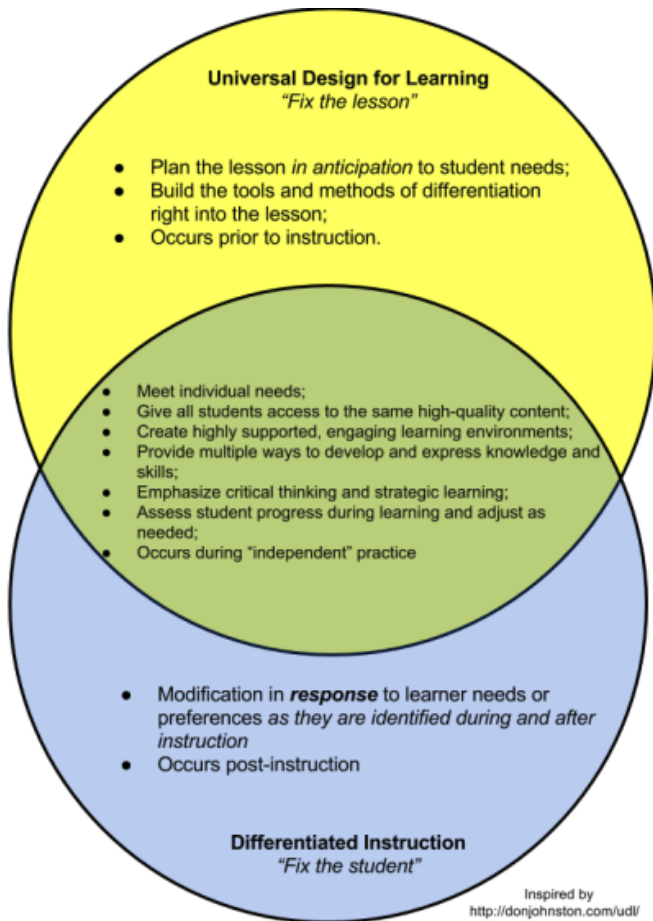 Universal Design for Learning
“Fix the lesson”
● Plan the lesson in anticipation to student needs;
● Build the tools and methods of differentiation
right into the lesson;
● Occurs prior to instruction.
● Meet individual needs;
● Give all students access to the same high-quality content;
● Create highly supported, engaging learning environments;
● Provide multiple ways to develop and express knowledge and
skills;
● Emphasize critical thinking and strategic learning;
● Assess student progress during learning and adjust as
needed;
● Occurs during “independent” practice
● Modification in response to learner needs or
preferences as they are identified during and after
instruction
● Occurs post-instruction
Differentiated Instruction
“Fix the student”
Inspired by
http://donjohnston.com/udl/